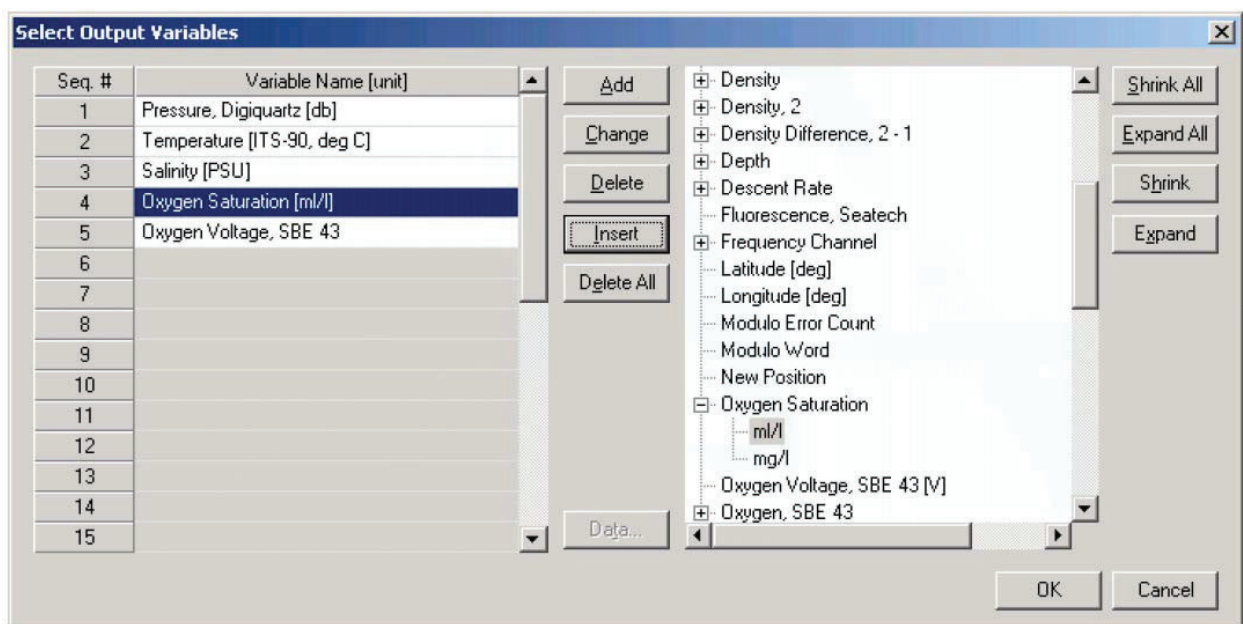 Select Output Variables
Seq. # Variable Name [unit]
1 Pressure, Digiquartz [db]
2 Temperature [ITS-90, deg C]
3 Salinity [PSU]
4 Oxygen Saturation [ml/l]
5 Oxygen Voltage, SBE 43
6
7
8
9
10
11
12
13
14
15
Add
Change
Delete
Insert
Delete All
Data...
Density
Density, 2
Density Difference, 2 - 1
Depth
Descent Rate
Fluorescence, Seatech
Frequency Channel
Latitude [deg]
Longitude [deg]
Modulo Error Count
Modulo Word
New Position
Oxygen Saturation
ml/l
mg/l
Oxygen Voltage, SBE 43 [V]
Oxygen, SBE 43
Shrink All
Expand All
Shrink
Expand
OK Cancel